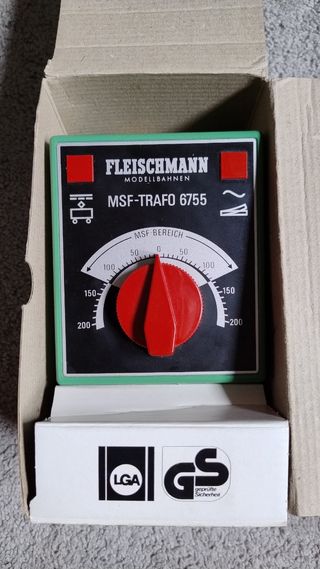 FLEISCHMANN
MODELLBAHNEN
MSF-TRAFO 6755
MSF BEREICH
200 150 100 50 0 50 100 150 200
LGA
GS
geprüfte
Sicherheit